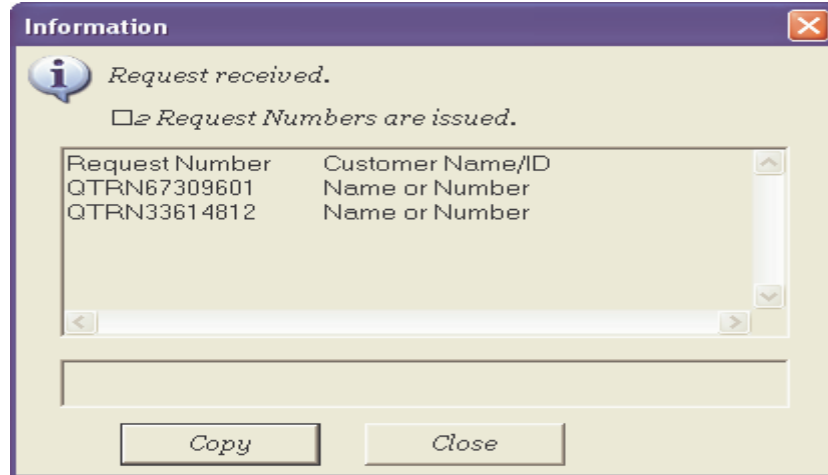 Information
Request received.
□2 Request Numbers are issued.
Request Number Customer Name/ID
QTRN67309601 Name or Number
QTRN33614812 Name or Number
Copy Close